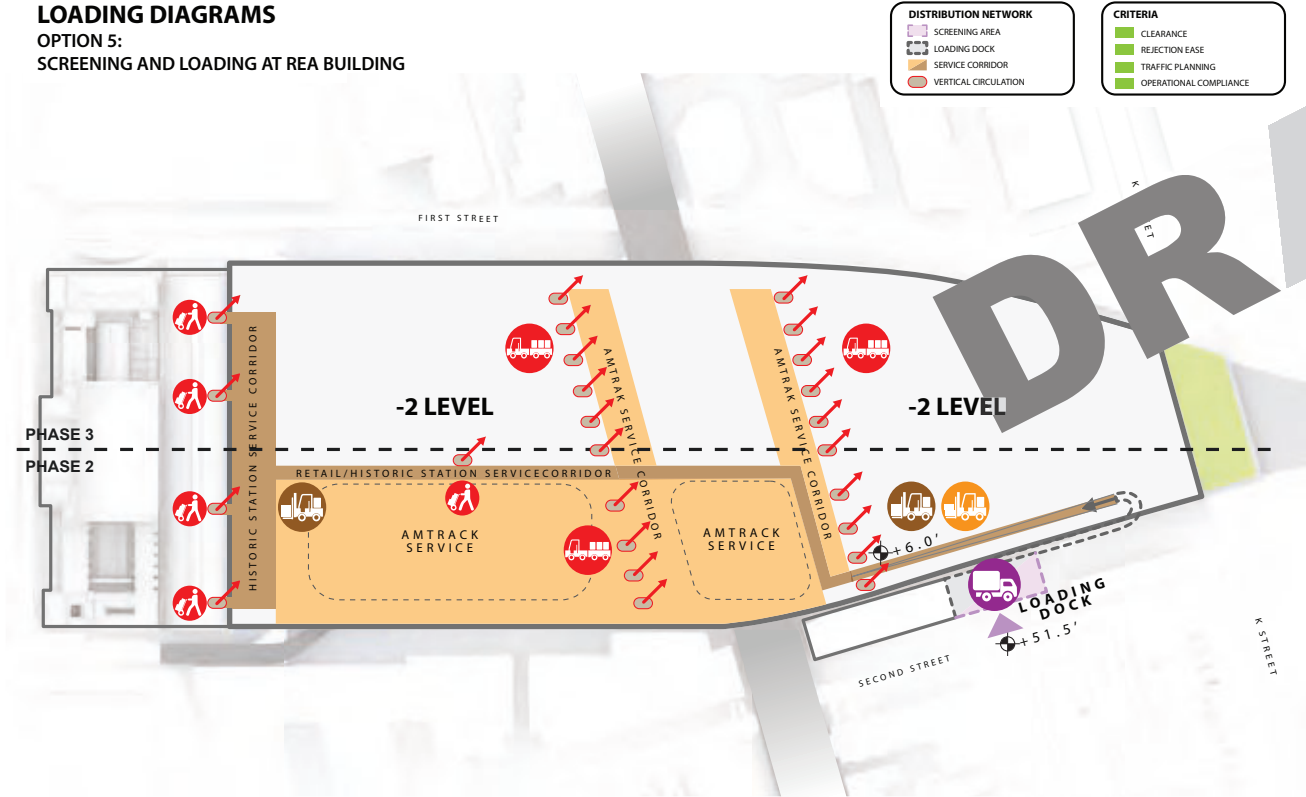 LOADING DIAGRAMS
OPTION 5:
SCREENING AND LOADING AT REA BUILDING
DISTRIBUTION NETWORK
SCREENING AREA
LOADING DOCK
SERVICE CORRIDOR
VERTICAL CIRCULATION
CRITERIA
CLEARANCE
REJECTION EASE
TRAFFIC PLANNING
OPERATIONAL COMPLIANCE
FIRST STREET
DR
HISTORIC STATION SERVICE CORRIDOR
AMTRAK SERVICE CORRIDOR
AMTRAK SERVICE CORRIDOR
-2 LEVEL
-2 LEVEL
PHASE 3
PHASE 2
RETAIL/HISTORIC STATION SERVICECORRIDOR
AMTRACK
SERVICE
AMTRACK
SERVICE
+6.0'
LOADING
DOCK
+51.5'
SECOND STREET
K STREET